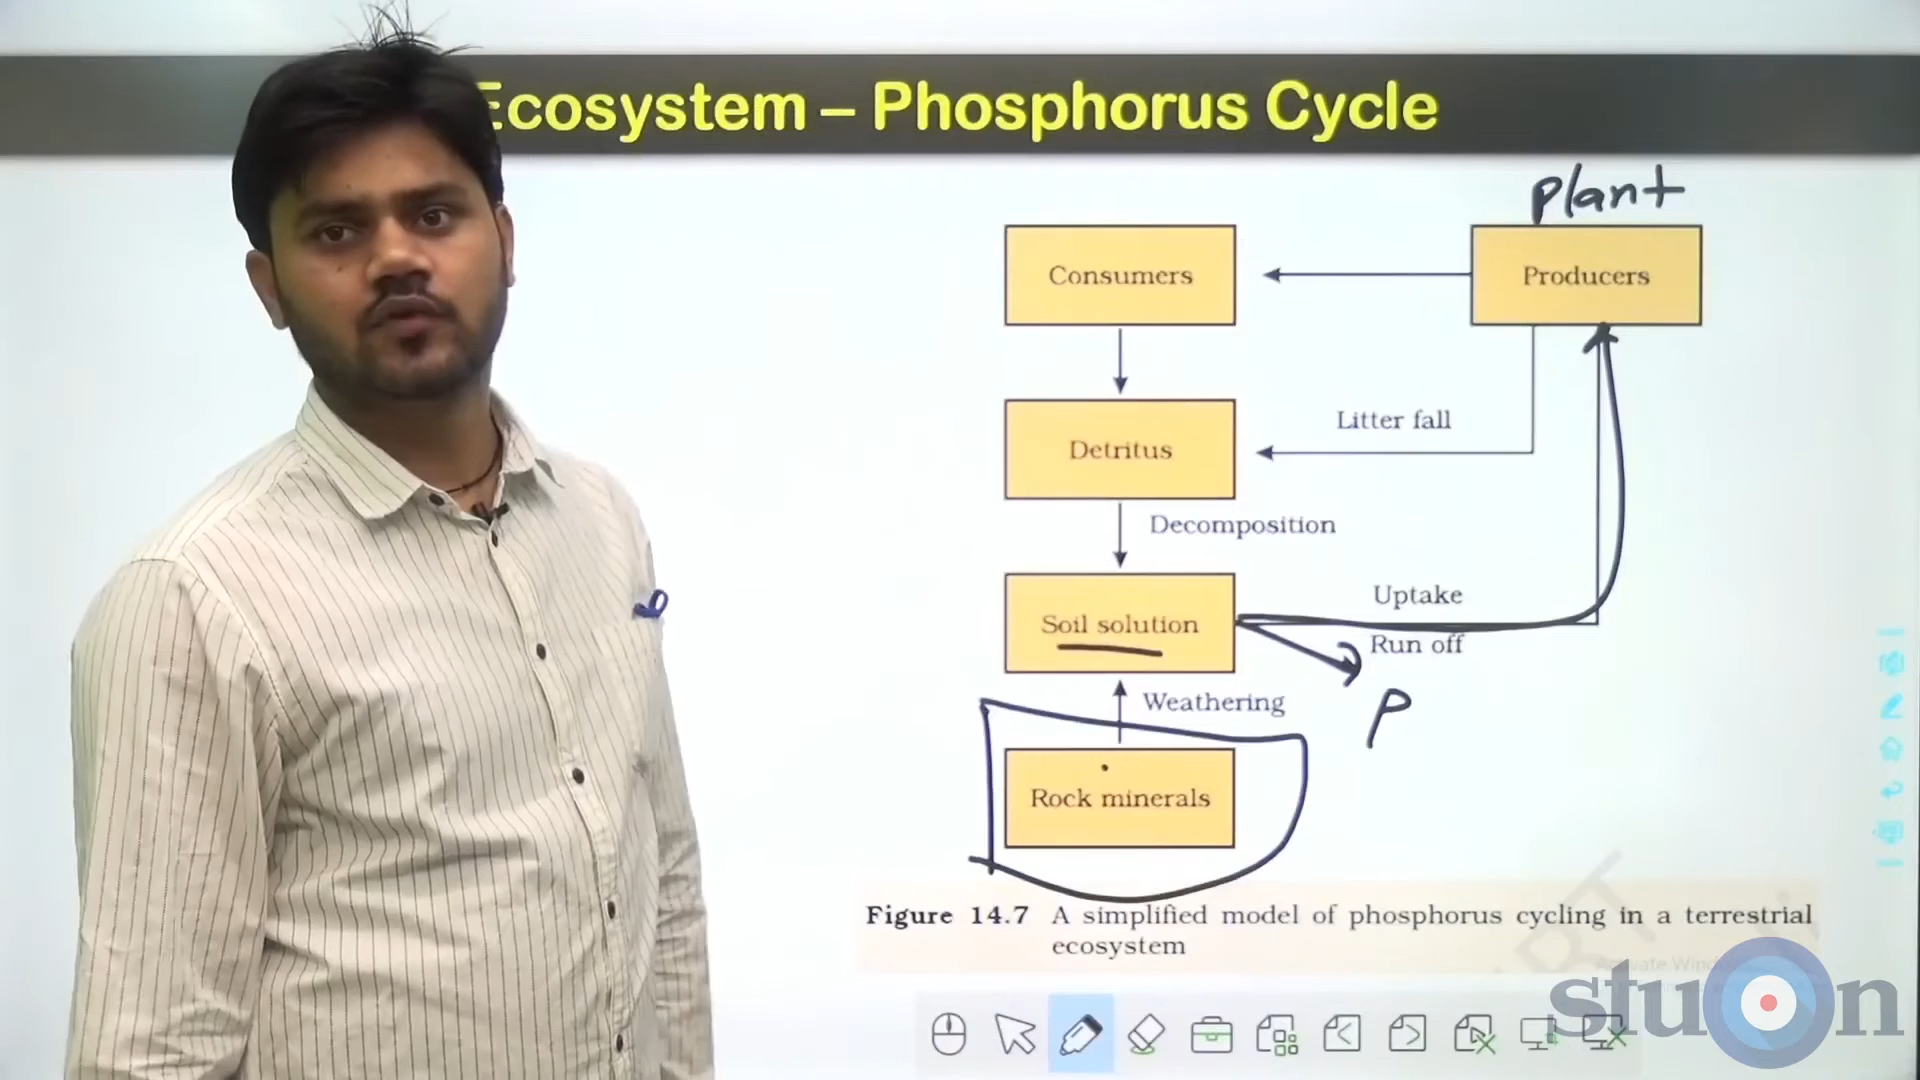 Ecosystem – Phosphorus Cycle
plant
Consumers
Producers
Litter fall
Detritus
Decomposition
Uptake
Soil solution
Run off
P
Weathering
Rock minerals
Figure 14.7 A simplified model of phosphorus cycling in a terrestrial
ecosystem
stuon